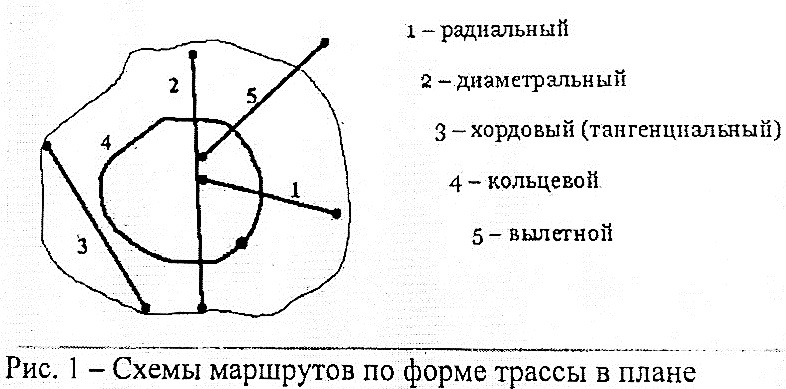 1 – радиальный
2 – диаметральный
3 – хордовый (тангенциальный)
4 – кольцевой
5 – вылетной
2
5
4
1
3
Рис. 1 – Схемы маршрутов по форме трассы в плане